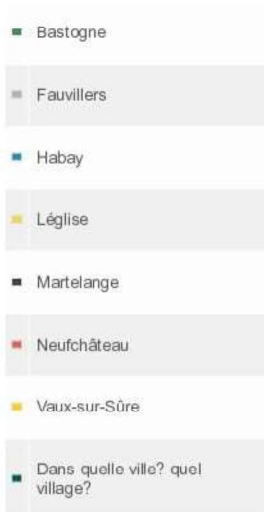 Bastogne
Fauvillers
Habay
Léglise
Martelange
Neufchâteau
Vaux-sur-Sûre
Dans quelle ville? quel
village?